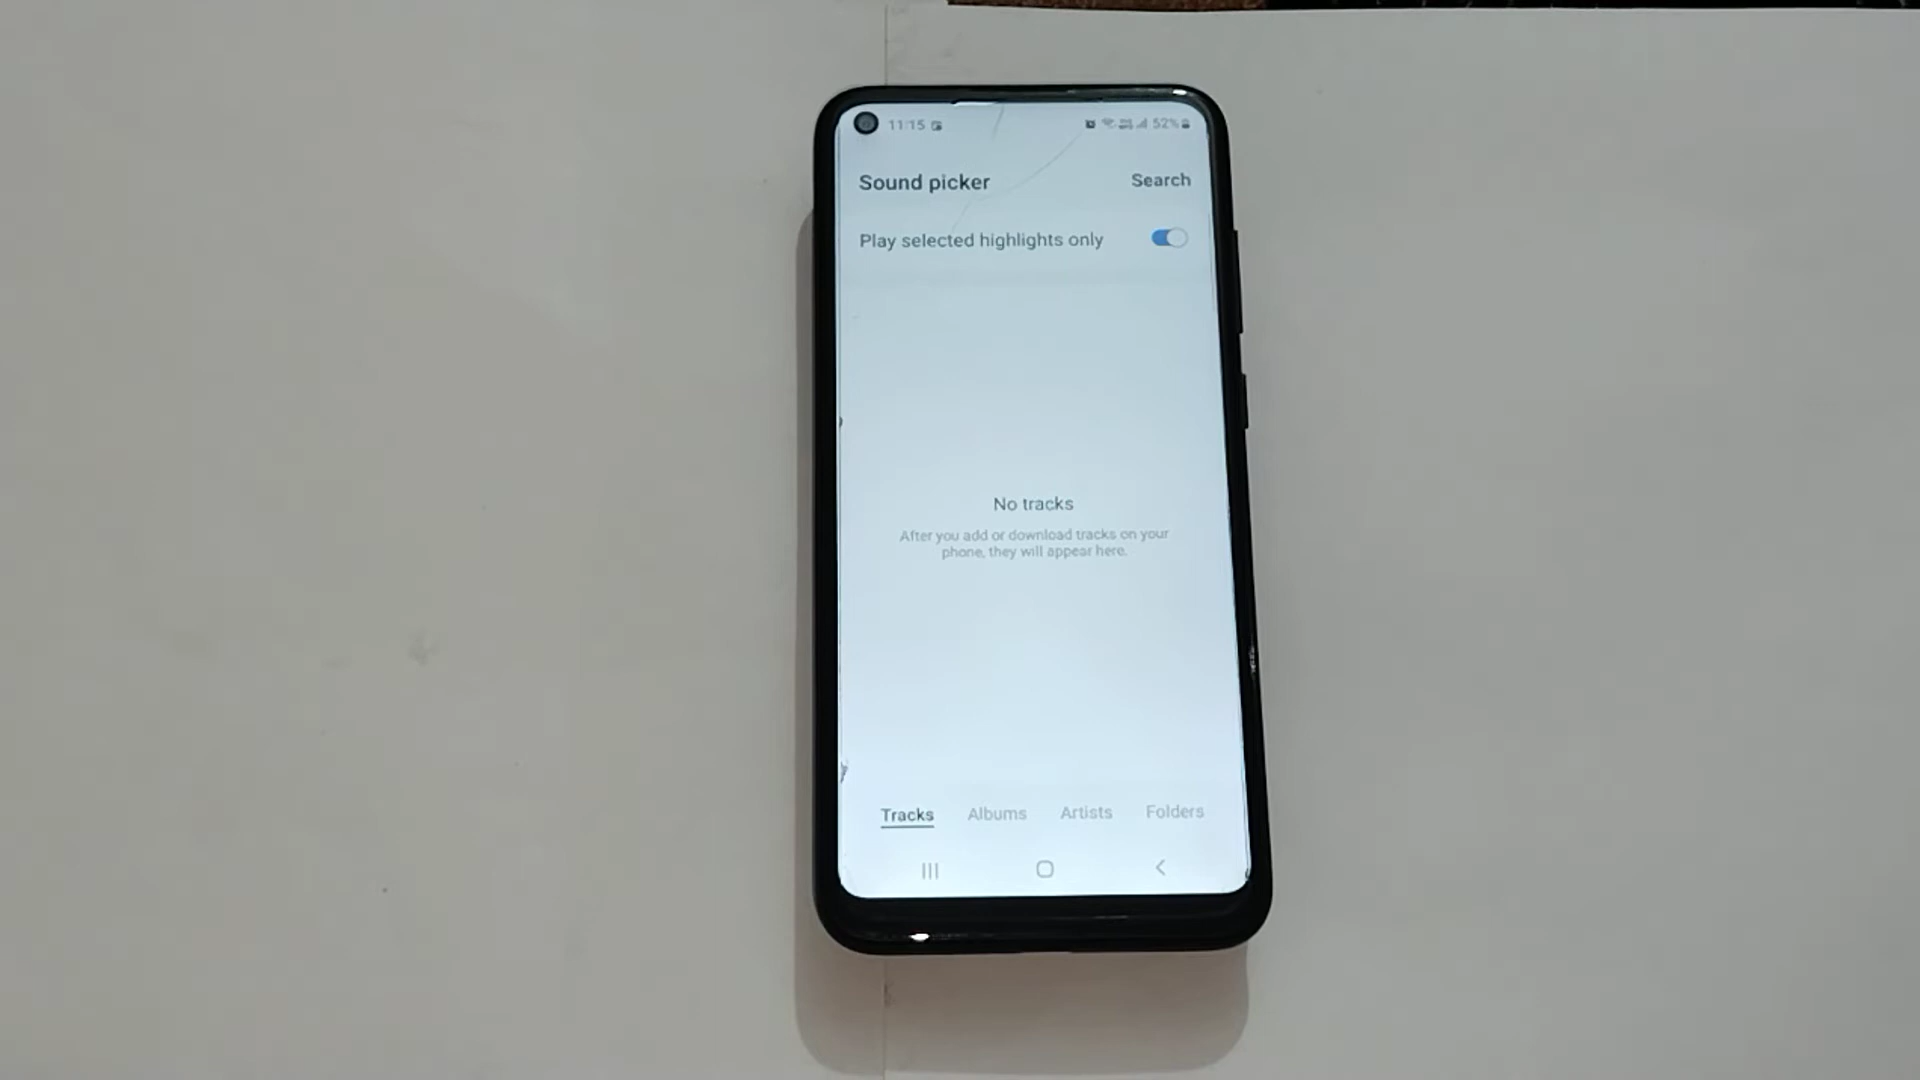 11:15
52%
Sound picker
Search
Play selected highlights only
No tracks
After you add or download tracks on your
phone, they will appear here.
Tracks
Albums
Artists
Folders